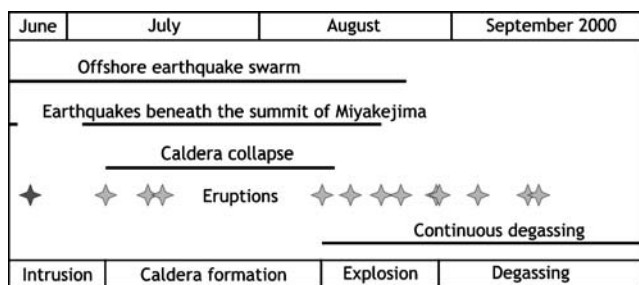 June July August September 2000
Offshore earthquake swarm
Earthquakes beneath the summit of Miyakejima
Caldera collapse
Eruptions
Continuous degassing
Intrusion Caldera formation Explosion Degassing